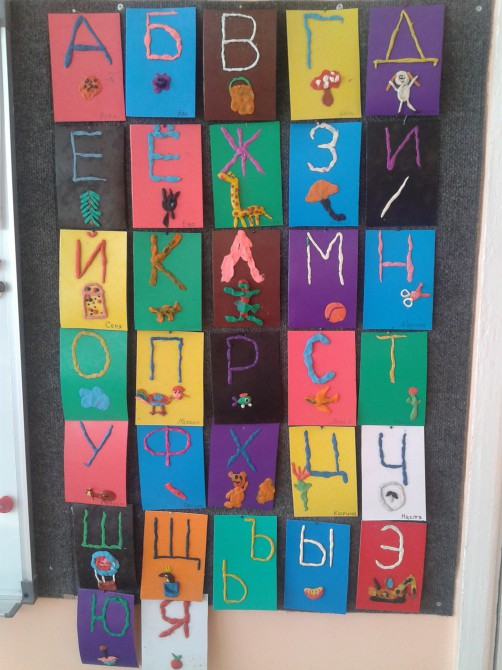 А Б В Г Д
Е Ё Ж З И
Й К Л М Н
О П Р С Т
У Ф Х Ц Ч
Ш Щ Ъ Ь Ы Э
Ю Я